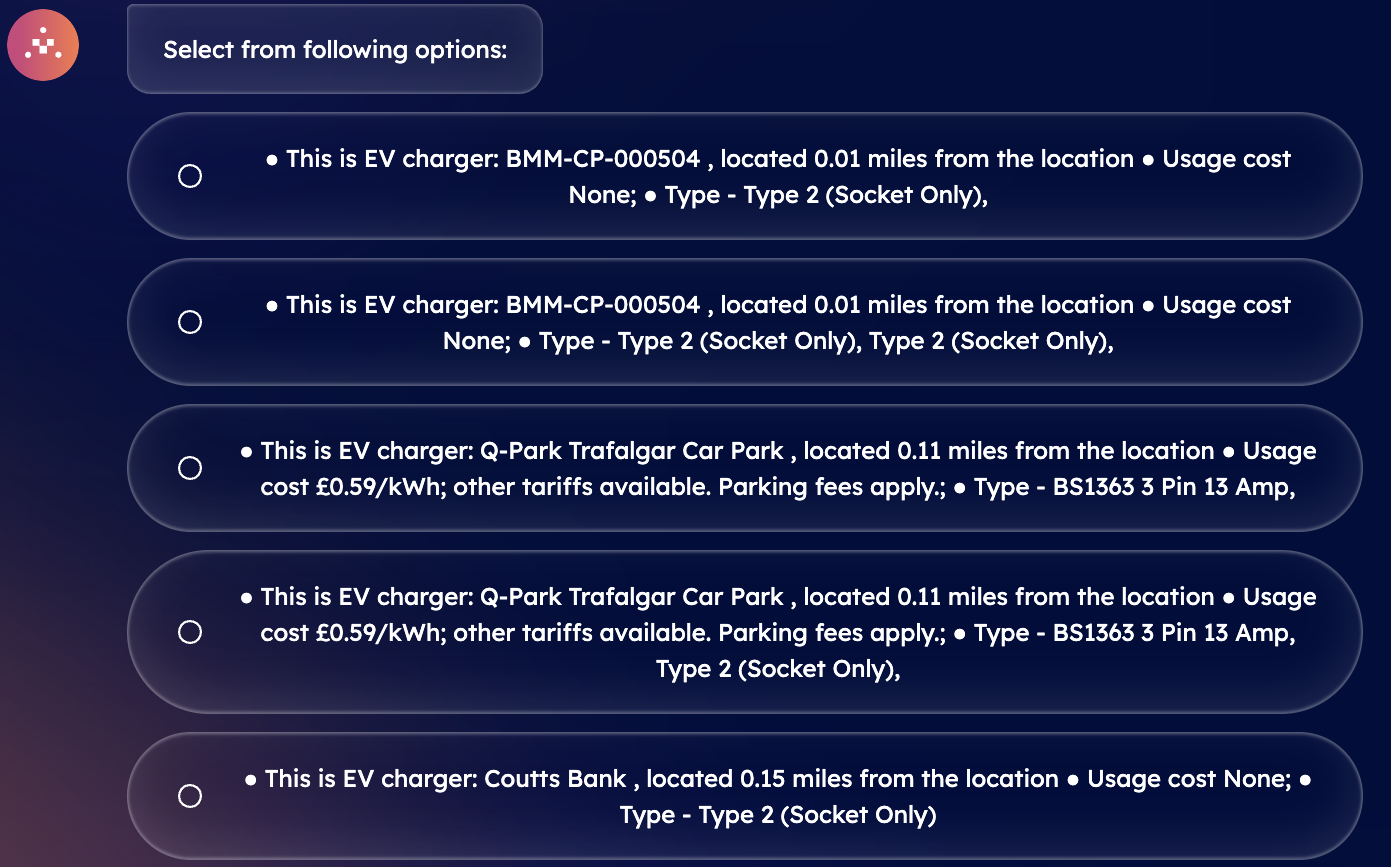 Select from following options:
● This is EV charger: BMM-CP-000504 , located 0.01 miles from the location ● Usage cost
None; ● Type - Type 2 (Socket Only),
● This is EV charger: BMM-CP-000504 , located 0.01 miles from the location ● Usage cost
None; ● Type - Type 2 (Socket Only), Type 2 (Socket Only),
● This is EV charger: Q-Park Trafalgar Car Park , located 0.11 miles from the location ● Usage
cost £0.59/kWh; other tariffs available. Parking fees apply.; ● Type - BS1363 3 Pin 13 Amp,
● This is EV charger: Q-Park Trafalgar Car Park , located 0.11 miles from the location ● Usage
cost £0.59/kWh; other tariffs available. Parking fees apply.; ● Type - BS1363 3 Pin 13 Amp,
Type 2 (Socket Only),
● This is EV charger: Coutts Bank , located 0.15 miles from the location ● Usage cost None; ●
Type - Type 2 (Socket Only)